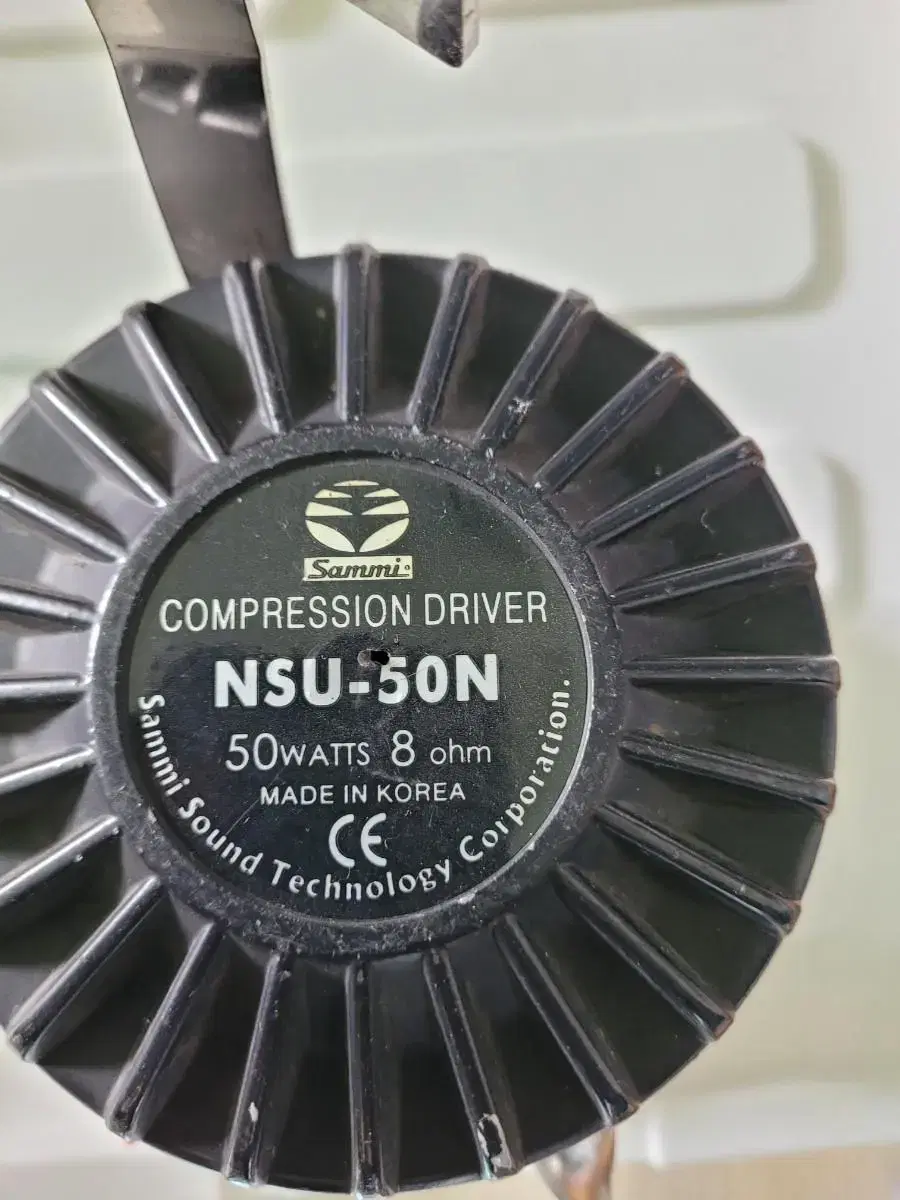 Sammi
COMPRESSION DRIVER
NSU-50N
50WATTS 8 ohm
MADE IN KOREA
CE
Sammi Sound Technology Corporation.